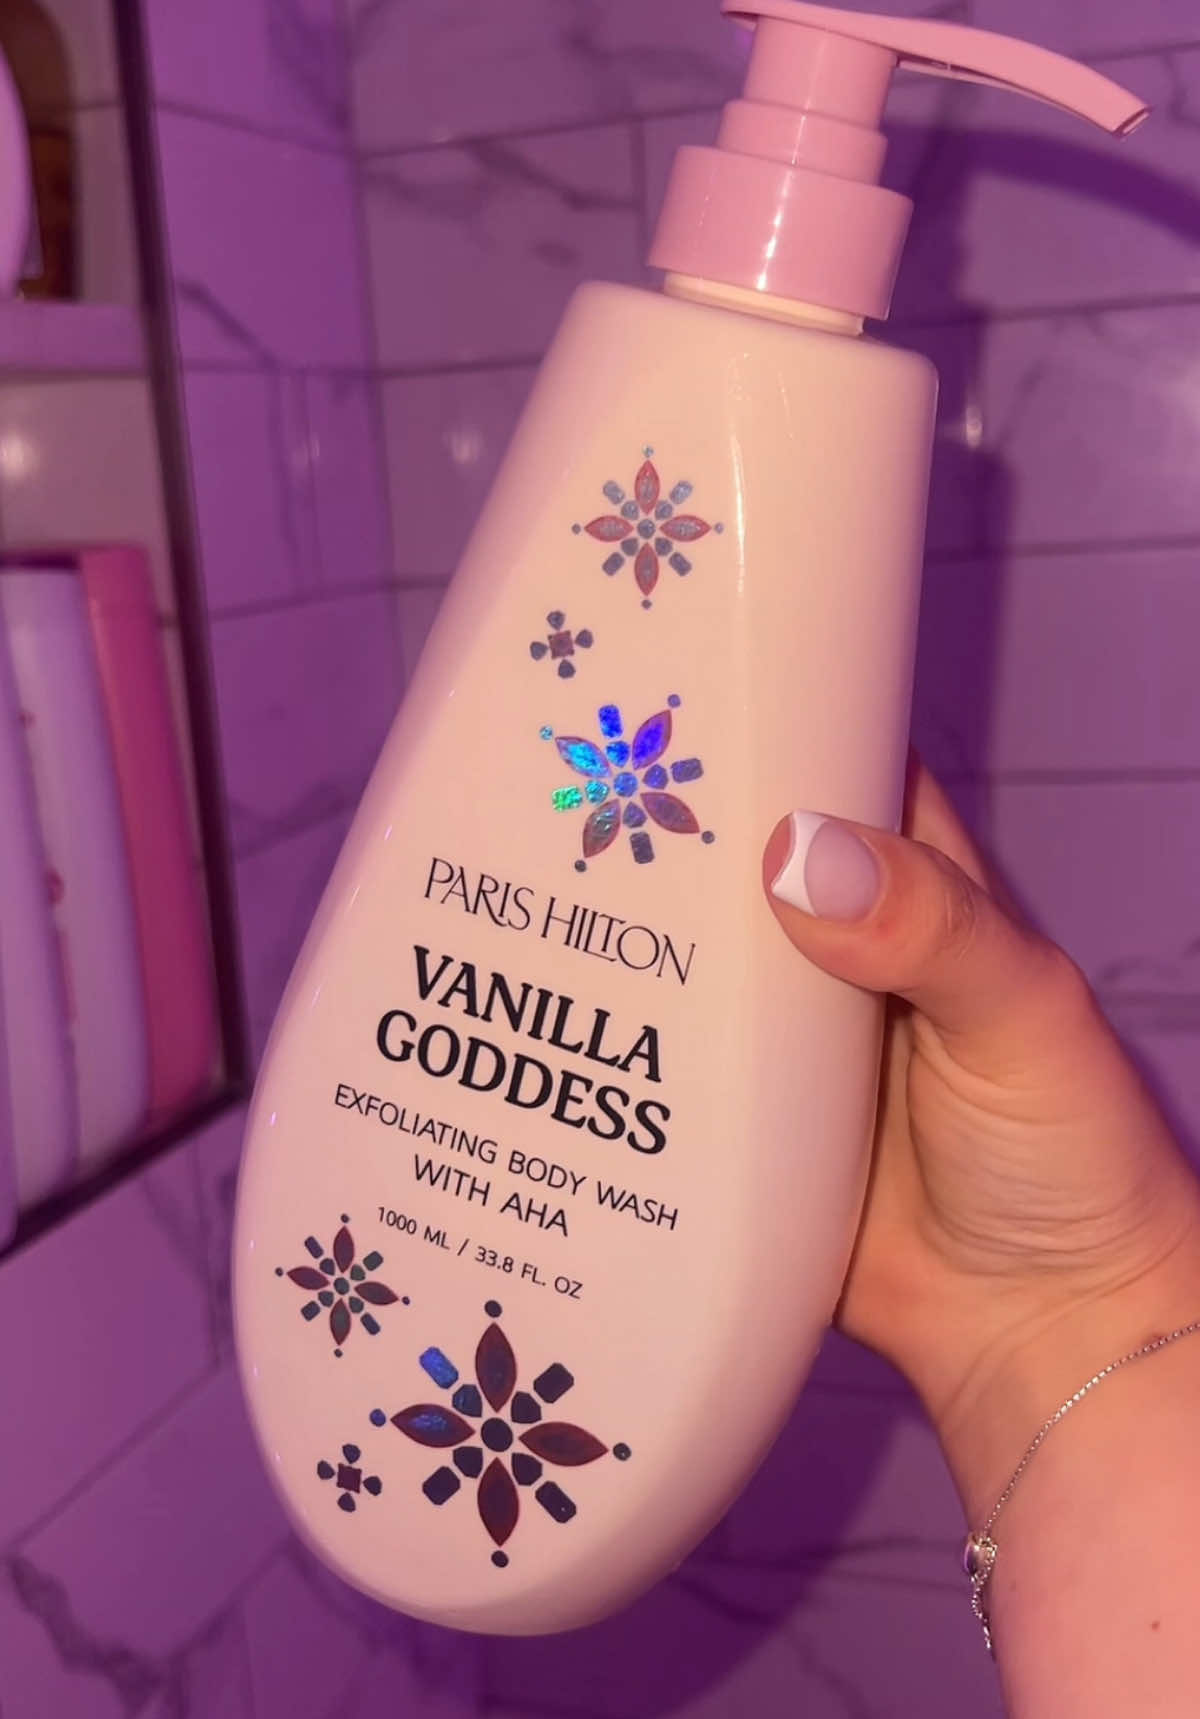 PARIS HILTON
VANILLA
GODDESS
EXFOLIATING BODY WASH
WITH AHA
1000 ML / 33.8 FL. OZ